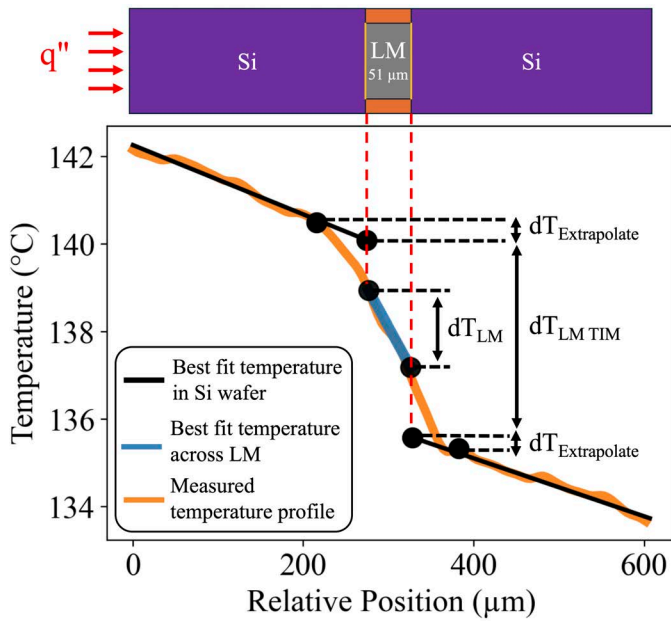 q"
Si
LM
51 μm
Si
142
140
138
136
134
Temperature (°C)
dT_Extrapolate
dT_LM
dT_LM TIM
dT_Extrapolate
Best fit temperature
in Si wafer
Best fit temperature
across LM
Measured
temperature profile
0
200
400
600
Relative Position (μm)